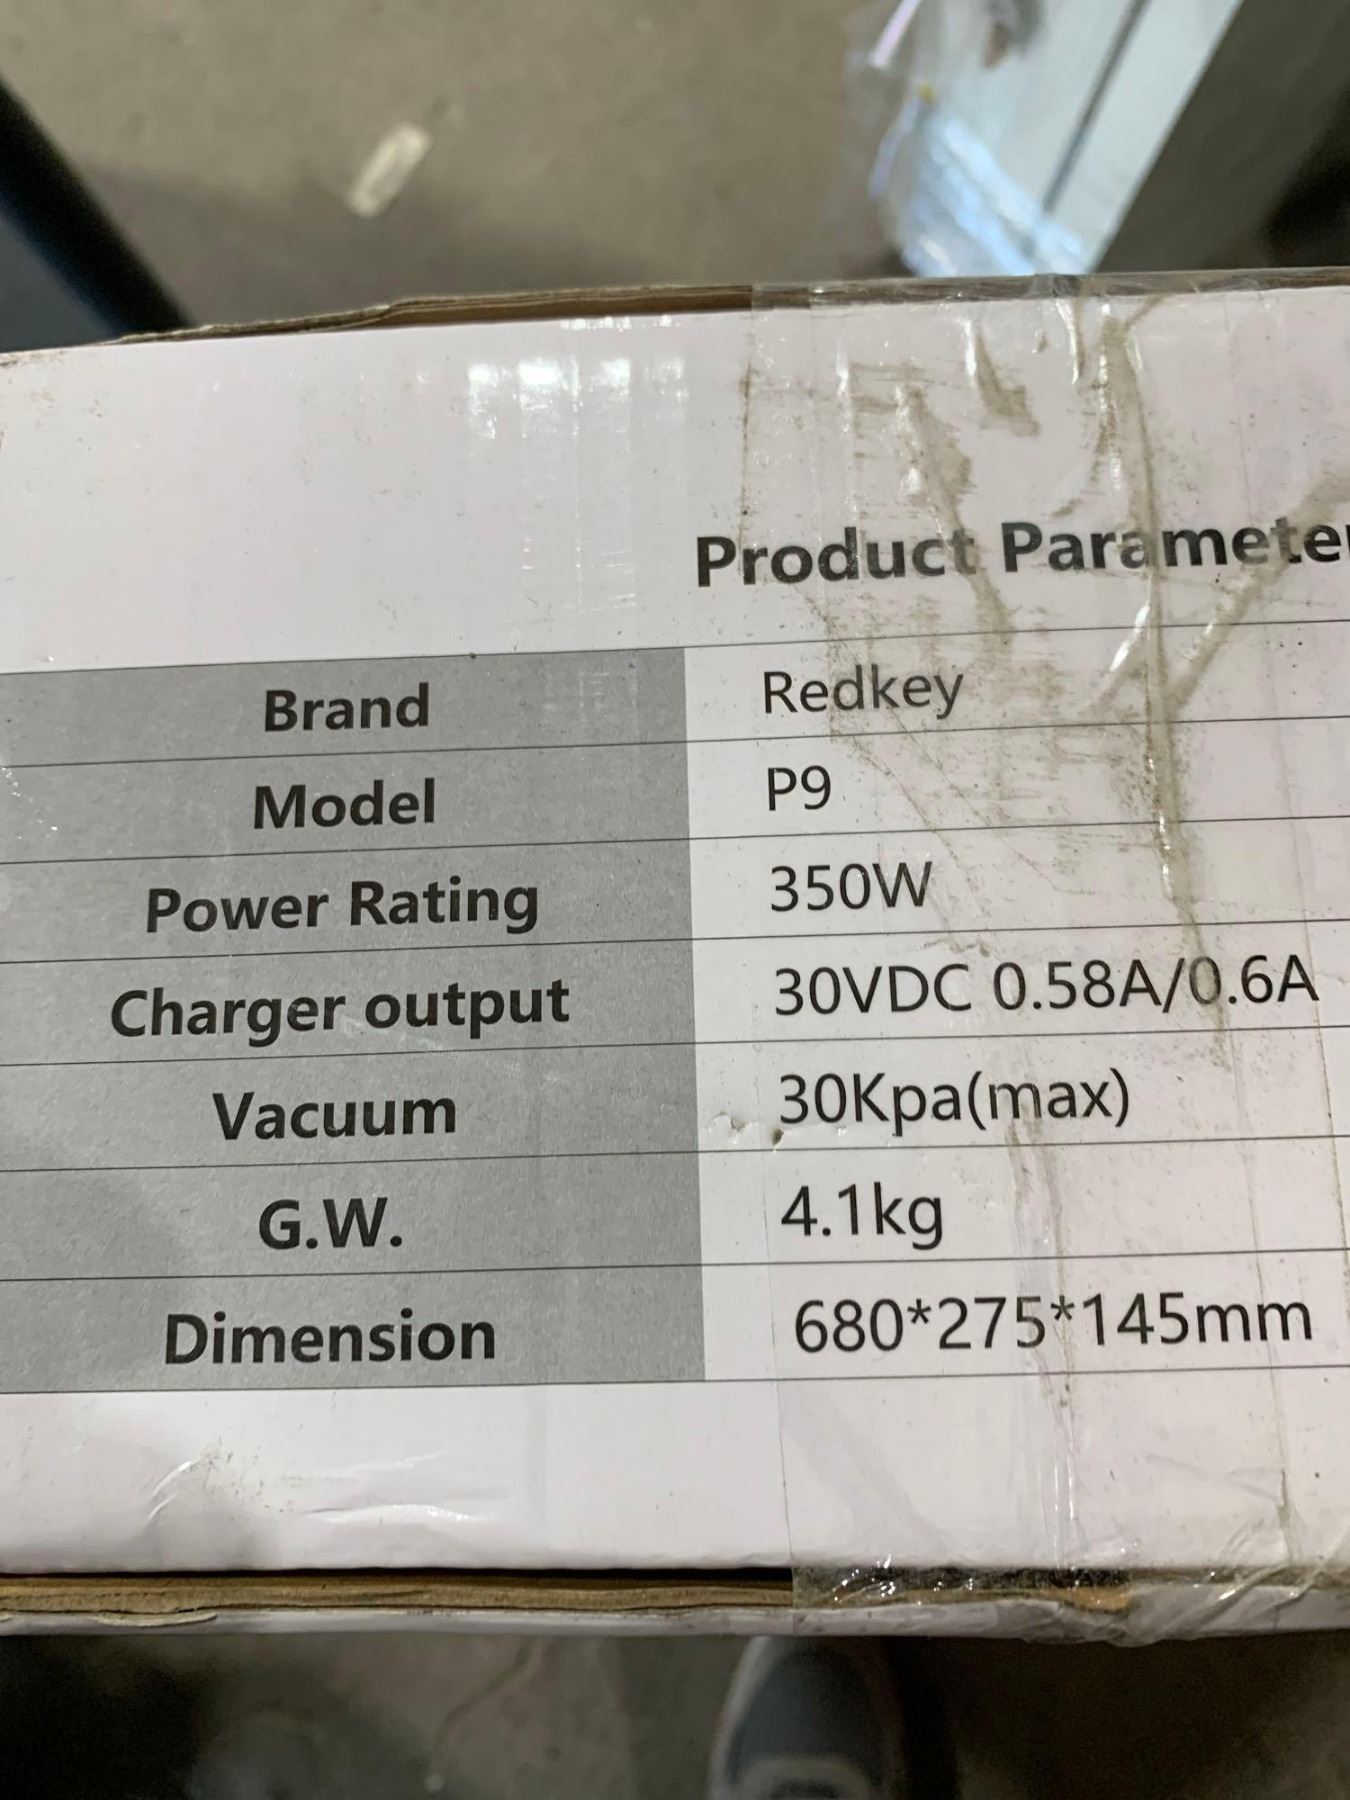 Product Parameter
Brand Redkey
Model P9
Power Rating 350W
Charger output 30VDC 0.58A/0.6A
Vacuum 30Kpa(max)
G.W. 4.1kg
Dimension 680*275*145mm